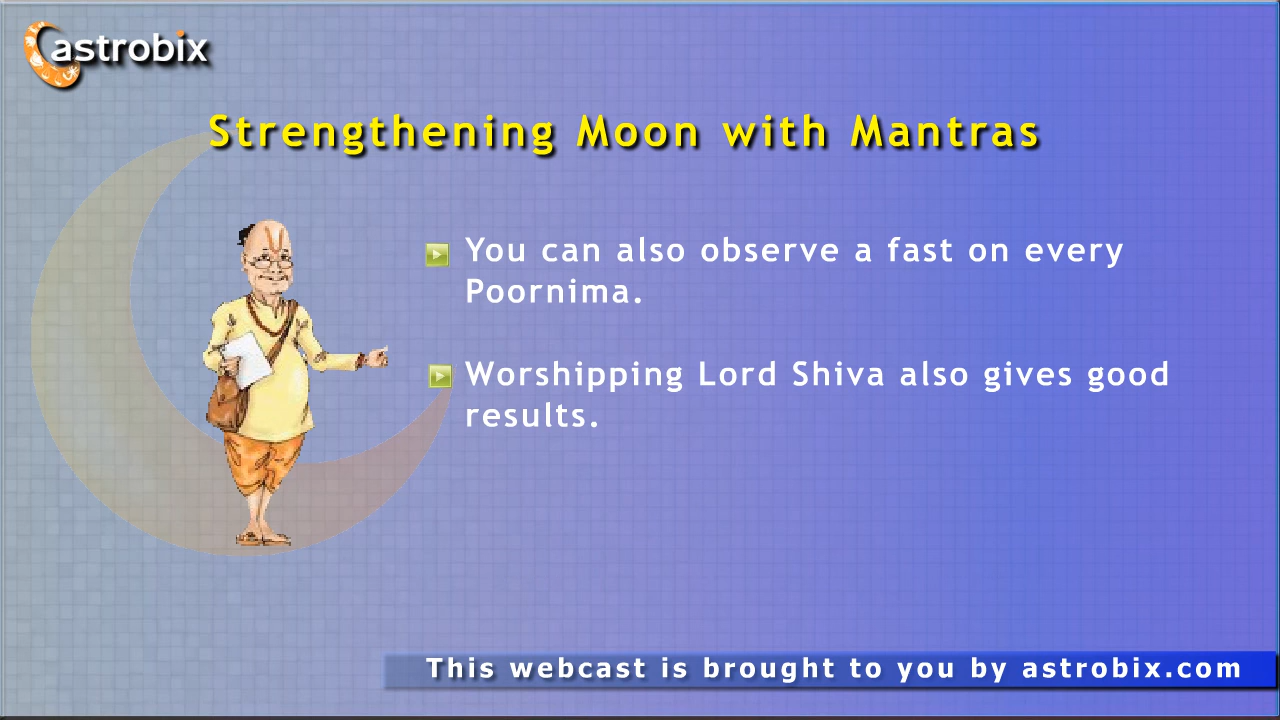 astrobix
Strengthening Moon with Mantras
You can also observe a fast on every
Poornima.
Worshipping Lord Shiva also gives good
results.
This webcast is brought to you by astrobix.com